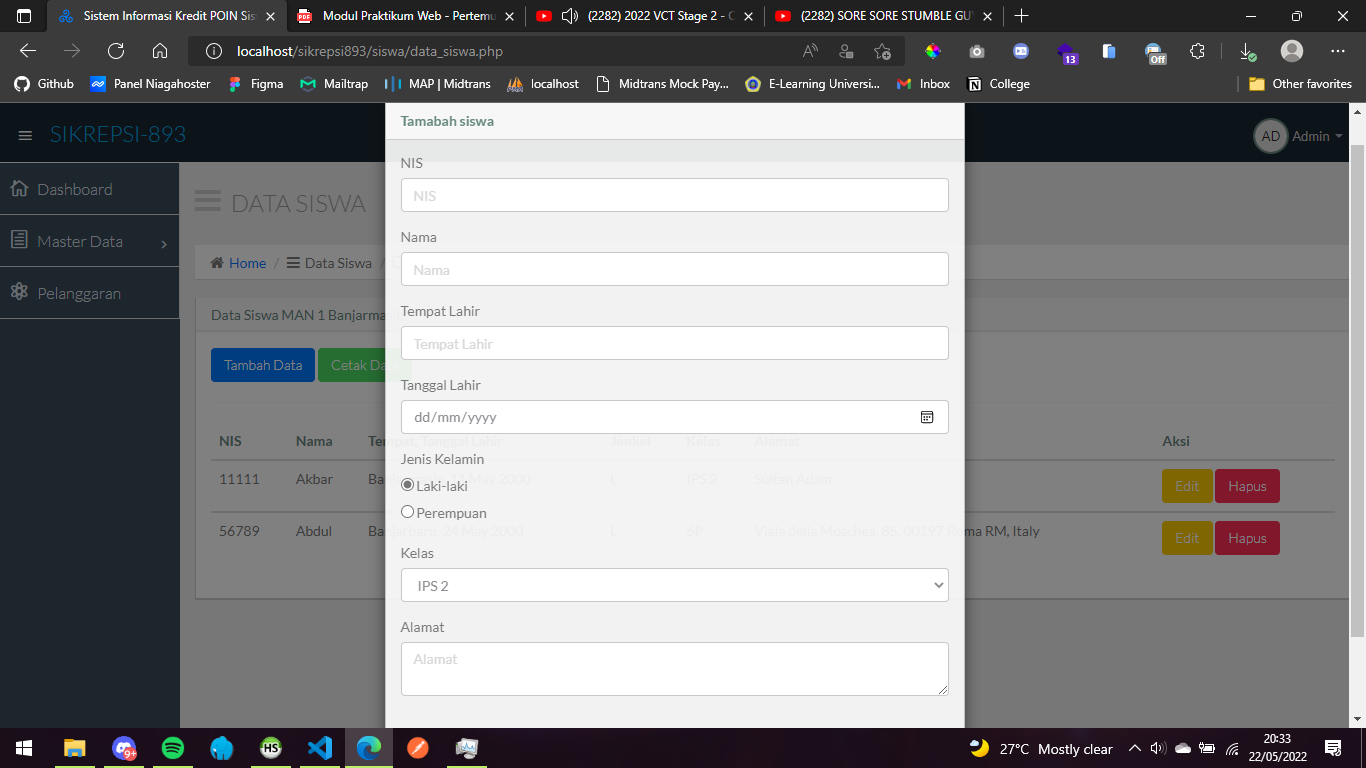 Sistem Informasi Kredit POIN Sis
Modul Praktikum Web - Pertemu
(2282) 2022 VCT Stage 2 - C
(2282) SORE SORE STUMBLE GU
localhost/sikrepsi893/siswa/data_siswa.php
13
Off
Github
Panel Niagahoster
Figma
Mailtrap
MAP | Midtrans
localhost
Midtrans Mock Pay...
E-Learning Universi...
Inbox
College
Other favorites
SIKREPSI-893
AD Admin
Dashboard
Master Data
Pelanggaran
DATA SISWA
Home / Data Siswa /
Data Siswa MAN 1 Banjarma
Tambah Data
Cetak Da
NIS Nama Tempat, Tanggal Lahir Jenkel Kelas Alamat Aksi
11111 Akbar May 2000 L IPS 2 Sultan Adam Edit Hapus
56789 Abdul Banjarbaru, 24 May 2000 L 6P Viale della Moschea, 85, 00197 Roma RM, Italy Edit Hapus
Tamabah siswa
NIS
NIS
Nama
Nama
Tempat Lahir
Tempat Lahir
Tanggal Lahir
dd/mm/yyyy
Jenis Kelamin
Laki-laki
Perempuan
Kelas
IPS 2
Alamat
Alamat
9+
HS
27°C Mostly clear
20:33
22/05/2022